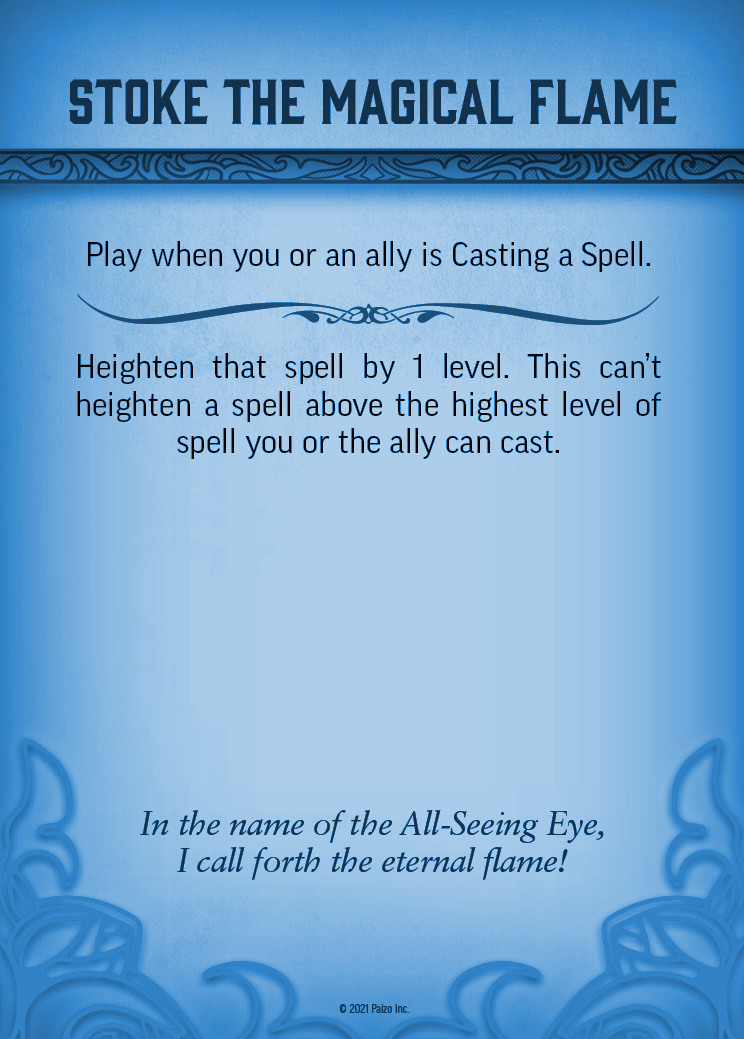 STOKE THE MAGICAL FLAME
Play when you or an ally is Casting a Spell.
Heighten that spell by 1 level. This can’t
heighten a spell above the highest level of
spell you or the ally can cast.
In the name of the All-Seeing Eye,
I call forth the eternal flame!
© 2021 Paizo Inc.